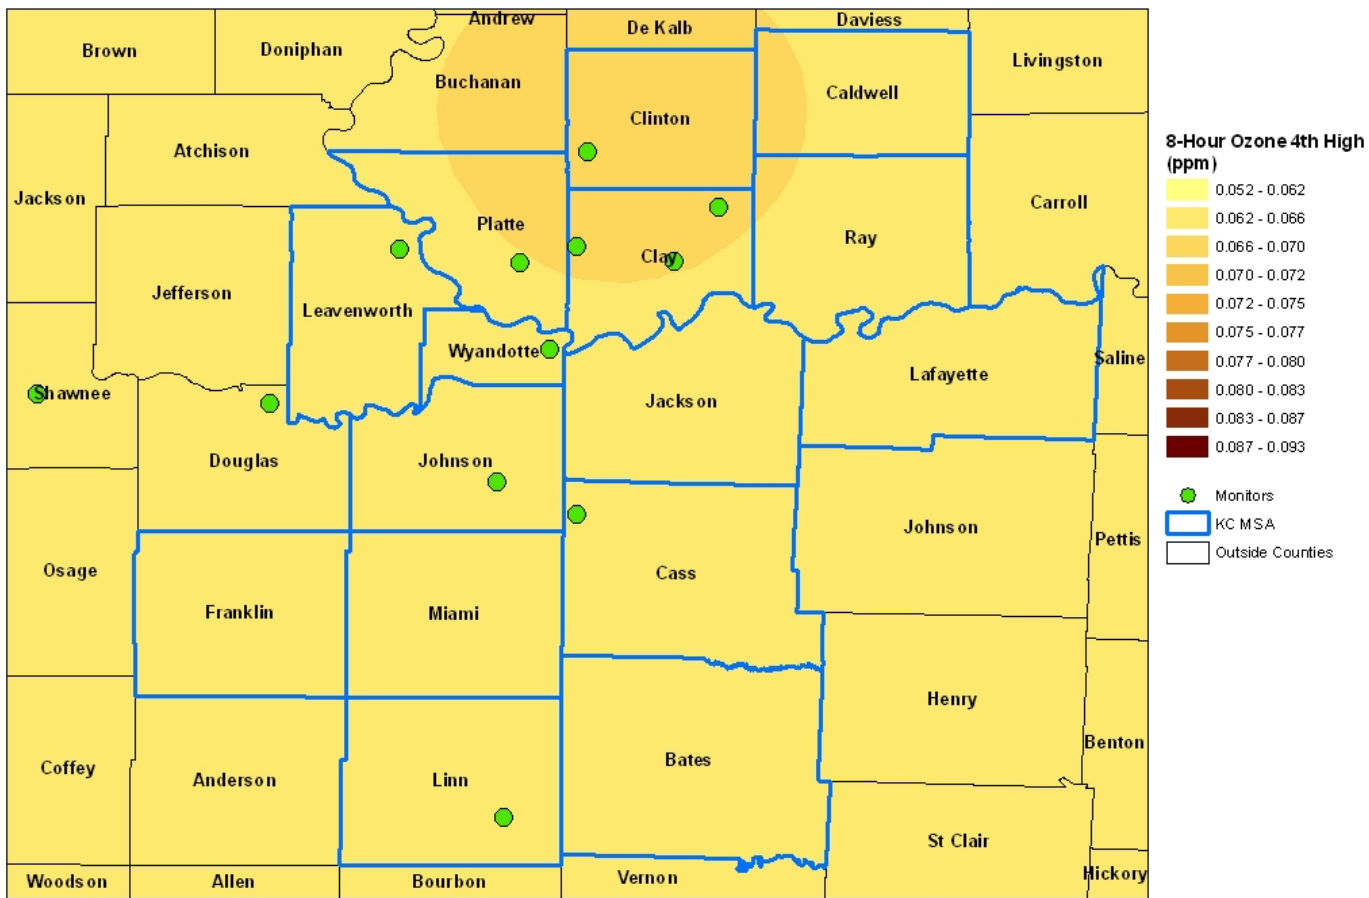 Andrew
De Kalb
Daviess
Brown
Doniphan
Livingston
Buchanan
Caldwell
Clinton
Atchison
Jackson
Carroll
Platte
Ray
Clay
Jefferson
Leavenworth
Wyandotte
Saline
Lafayette
Shawnee
Jackson
Douglas
Johnson
Johnson
Pettis
Osage
Cass
Franklin
Miami
Henry
Benton
Coffey
Anderson
Linn
Bates
St Clair
Woodson
Allen
Bourbon
Vernon
Hickory
8-Hour Ozone 4th High
(ppm)
0.052 - 0.062
0.062 - 0.066
0.066 - 0.070
0.070 - 0.072
0.072 - 0.075
0.075 - 0.077
0.077 - 0.080
0.080 - 0.083
0.083 - 0.087
0.087 - 0.093
Monitors
KC MSA
Outside Counties